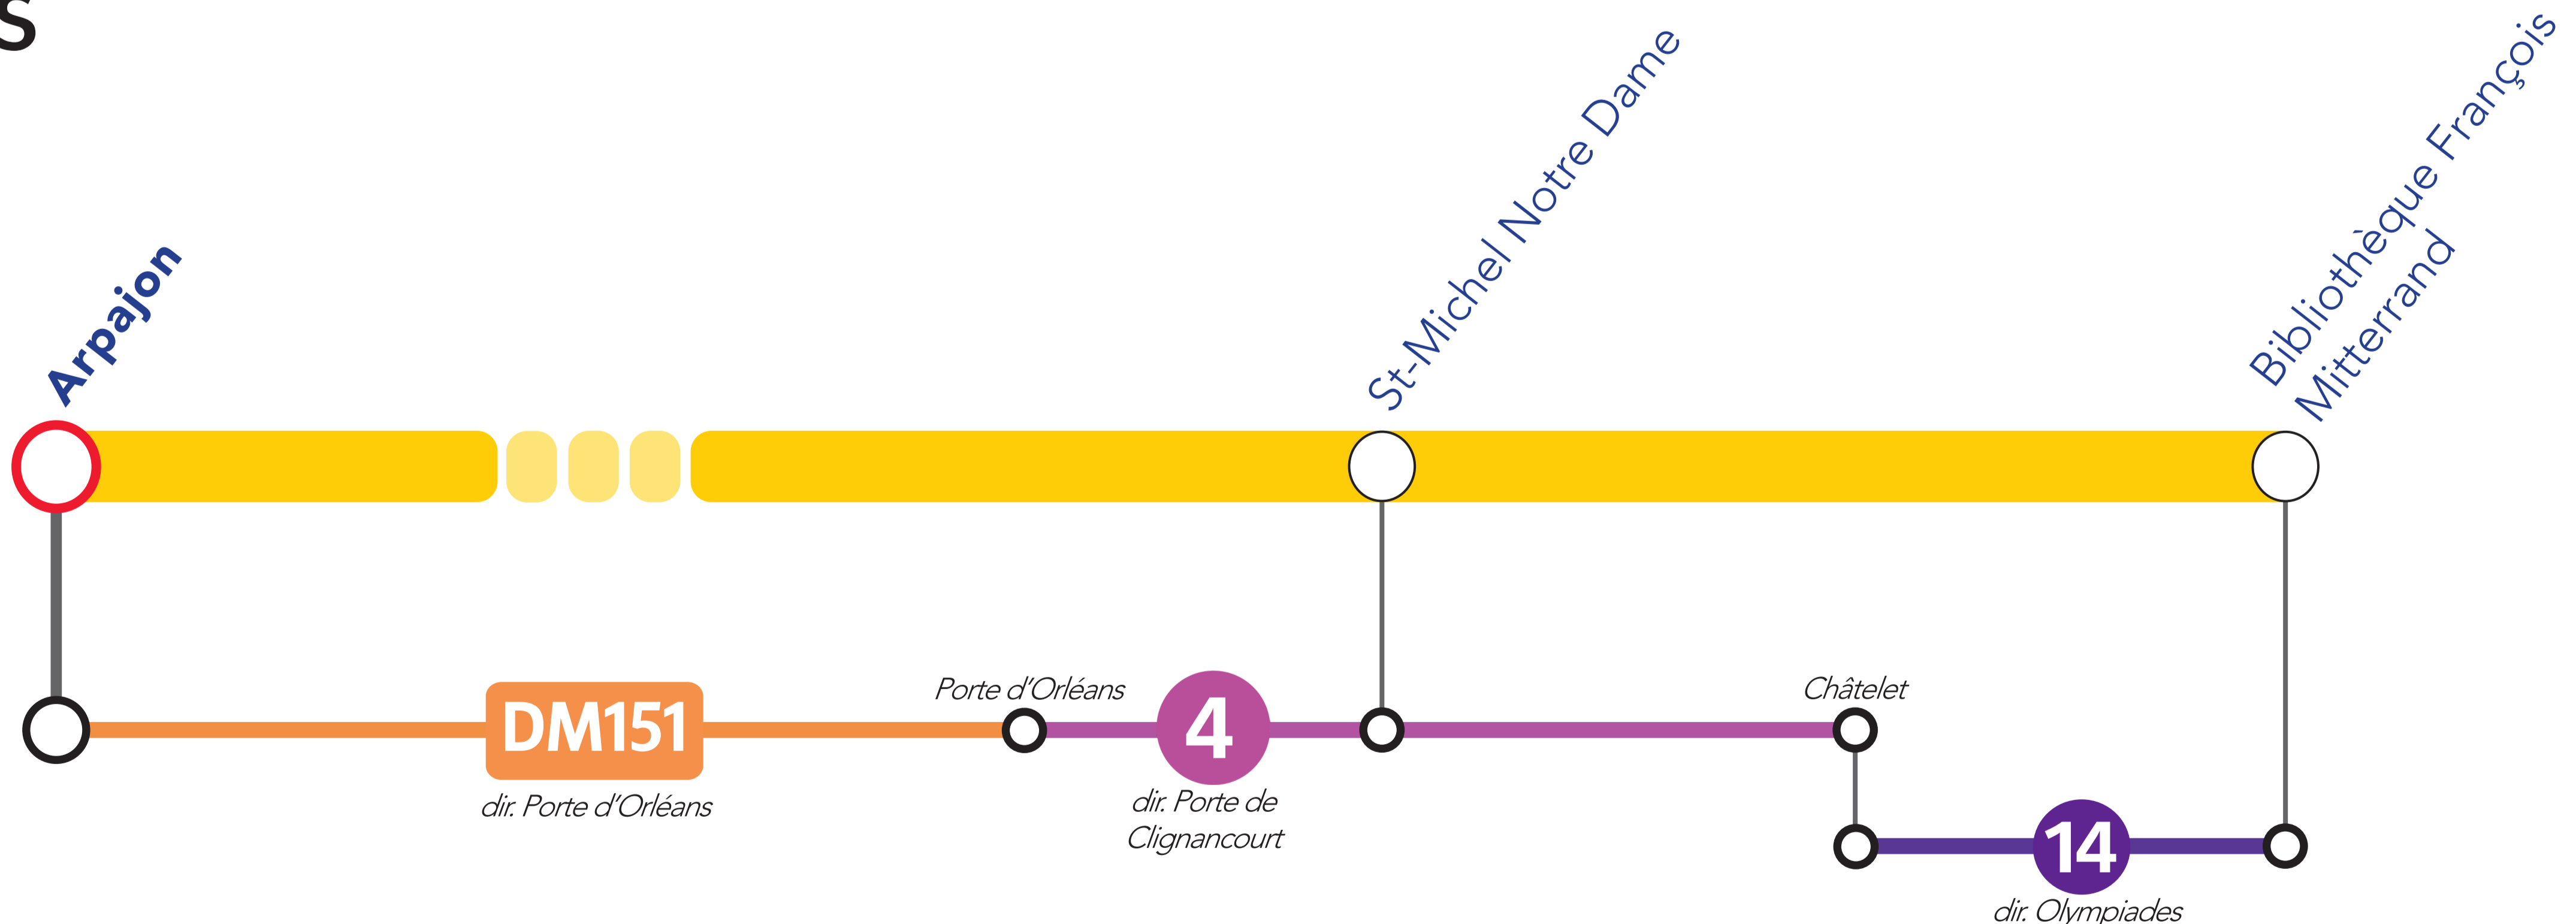 s
Arpajon
St-Michel Notre Dame
Bibliothèque François
Mitterrand
DM151
dir. Porte d'Orléans
Porte d'Orléans
4
dir. Porte de
Clignancourt
Châtelet
14
dir. Olympiades